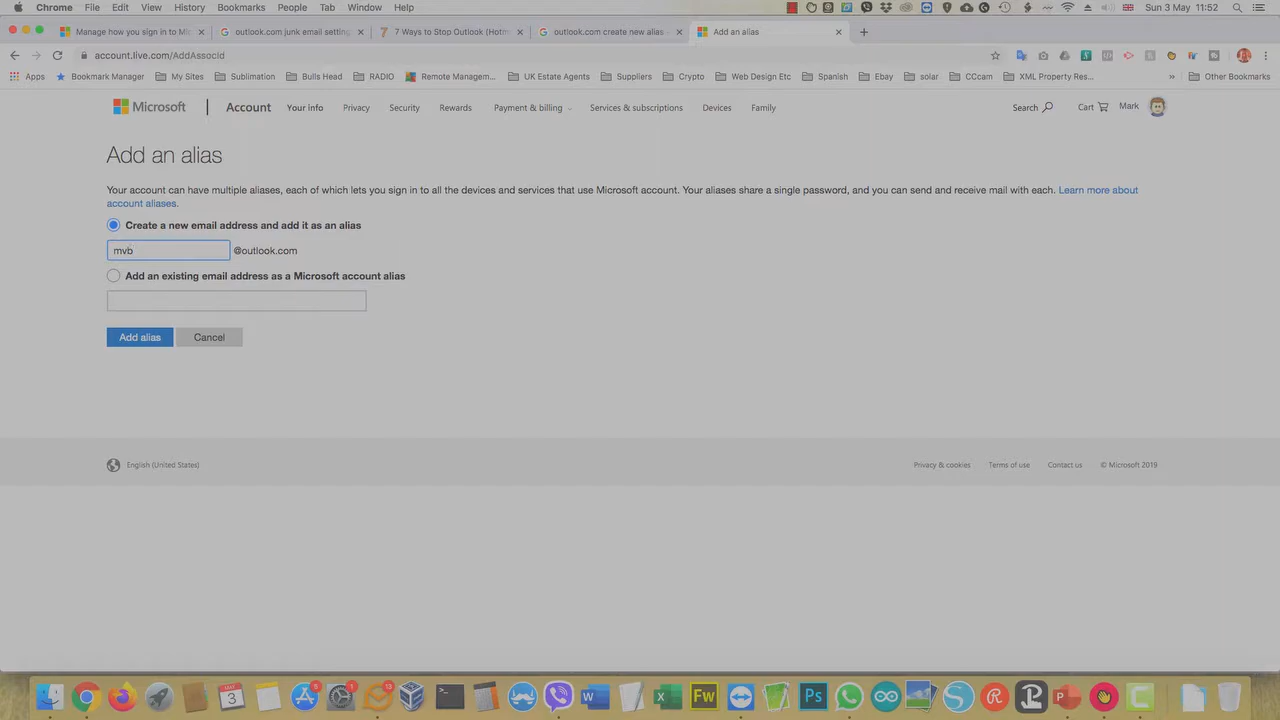 Chrome File Edit View History Bookmarks People Tab Window Help Sun 3 May 11:52
Manage how you sign in to Mic outlook.com junk email setting 7 Ways to Stop Outlook (Hotm outlook.com create new alias - Add an alias
account.live.com/AddAssocId
Apps Bookmark Manager My Sites Sublimation Bulls Head RADIO Remote Managem... UK Estate Agents Suppliers Crypto Web Design Etc Spanish Ebay solar CCcam XML Property Res... » Other Bookmarks
Microsoft Account Your info Privacy Security Rewards Payment & billing Services & subscriptions Devices Family Search Cart Mark
Add an alias
Your account can have multiple aliases, each of which lets you sign in to all the devices and services that use Microsoft account. Your aliases share a single password, and you can send and receive mail with each. Learn more about
account aliases.
Create a new email address and add it as an alias
mvb @outlook.com
Add an existing email address as a Microsoft account alias
Add alias Cancel
English (United States) Privacy & cookies Terms of use Contact us © Microsoft 2019
3 Fw Ps